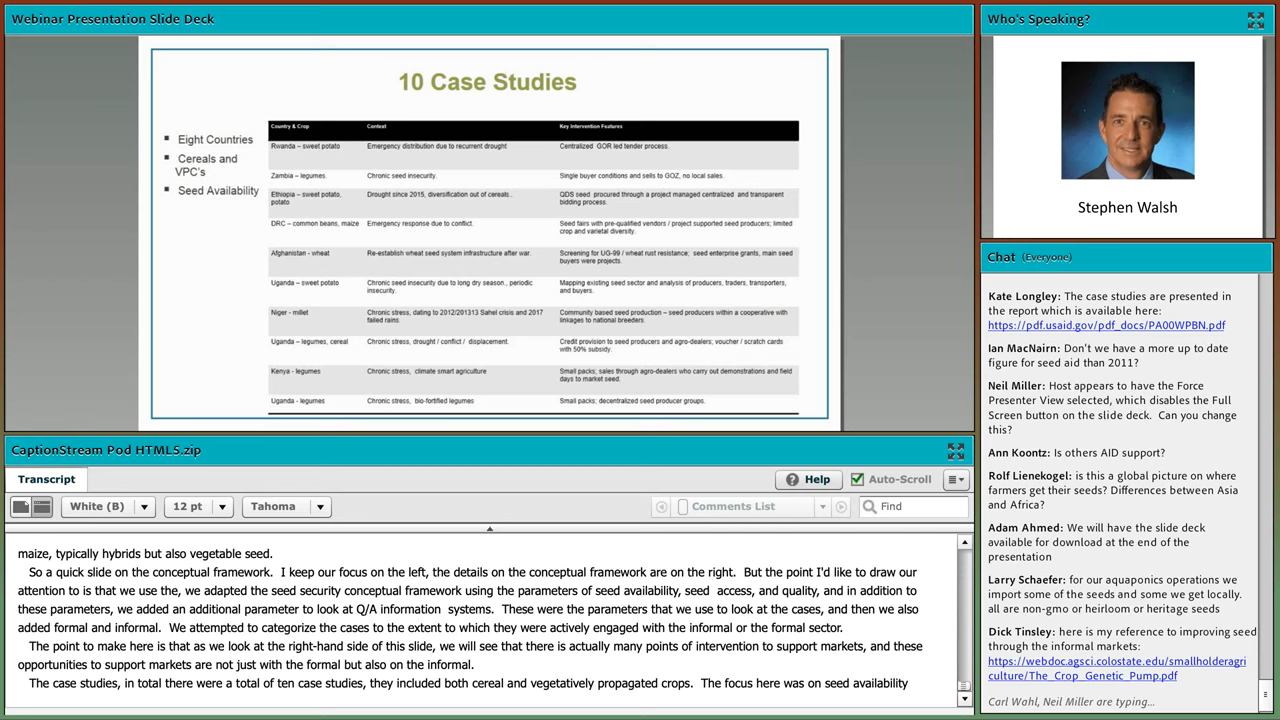 Webinar Presentation Slide Deck
10 Case Studies
Eight Countries
Cereals and
VPC's
Seed Availability
Country & Crop Context Key Intervention Features
Rwanda – sweet potato Emergency distribution due to recurrent drought Centralized GOR led tender process.
Zambia – legumes. Chronic seed insecurity. Single buyer conditions and sells to GOZ, no local sales.
Ethiopia – sweet potato, Drought since 2015, diversification out of cereals.. QDS seed procured through a project managed centralized and transparent
potato bidding process.
DRC – common beans, maize Emergency response due to conflict. Seed fairs with pre-qualified vendors / project supported seed producers; limited
crop and varietal diversity.
Afghanistan - wheat Re-establish wheat seed system infrastructure after war. Screening for UG-99 / wheat rust resistance; seed enterprise grants, main seed
buyers were projects.
Uganda – sweet potato Chronic seed insecurity due to long dry season., periodic Mapping existing seed sector and analysis of producers, traders, transporters,
insecurity. and buyers.
Niger - millet Chronic stress, dating to 2012/201313 Sahel crisis and 2017 Community based seed production – seed producers within a cooperative with
failed rains. linkages to national breeders.
Uganda – legumes, cereal Chronic stress, drought / conflict / displacement. Credit provision to seed producers and agro-dealers; voucher / scratch cards
with 50% subsidy.
Kenya - legumes Chronic stress, climate smart agriculture Small packs; sales through agro-dealers who carry out demonstrations and field
days to market seed.
Uganda - legumes Chronic stress, bio-fortified legumes Small packs; decentralized seed producer groups.
CaptionStream Pod HTML5.zip
Transcript Help Auto-Scroll
White (B) 12 pt Tahoma Comments List Find
maize, typically hybrids but also vegetable seed.
So a quick slide on the conceptual framework. I keep our focus on the left, the details on the conceptual framework are on the right. But the point I'd like to draw our
attention to is that we use the, we adapted the seed security conceptual framework using the parameters of seed availability, seed access, and quality, and in addition to
these parameters, we added an additional parameter to look at Q/A information systems. These were the parameters that we use to look at the cases, and then we also
added formal and informal. We attempted to categorize the cases to the extent to which they were actively engaged with the informal or the formal sector.
The point to make here is that as we look at the right-hand side of this slide, we will see that there is actually many points of intervention to support markets, and these
opportunities to support markets are not just with the formal but also on the informal.
The case studies, in total there were a total of ten case studies, they included both cereal and vegetatively propagated crops. The focus here was on seed availability
Who's Speaking?
Stephen Walsh
Chat (Everyone)
Kate Longley: The case studies are presented in
the report which is available here:
https://pdf.usaid.gov/pdf_docs/PA00WPBN.pdf
Ian MacNairn: Don't we have a more up to date
figure for seed aid than 2011?
Neil Miller: Host appears to have the Force
Presenter View selected, which disables the Full
Screen button on the slide deck. Can you change
this?
Ann Koontz: Is others AID support?
Rolf Lienekogel: is this a global picture on where
farmers get their seeds? Differences between Asia
and Africa?
Adam Ahmed: We will have the slide deck
available for download at the end of the
presentation
Larry Schaefer: for our aquaponics operations we
import some of the seeds and some we get locally.
all are non-gmo or heirloom or heritage seeds
Dick Tinsley: here is my reference to improving seed
through the informal markets:
https://webdoc.agsci.colostate.edu/smallholderagri
culture/The_Crop_Genetic_Pump.pdf
Carl Wahl, Neil Miller are typing...